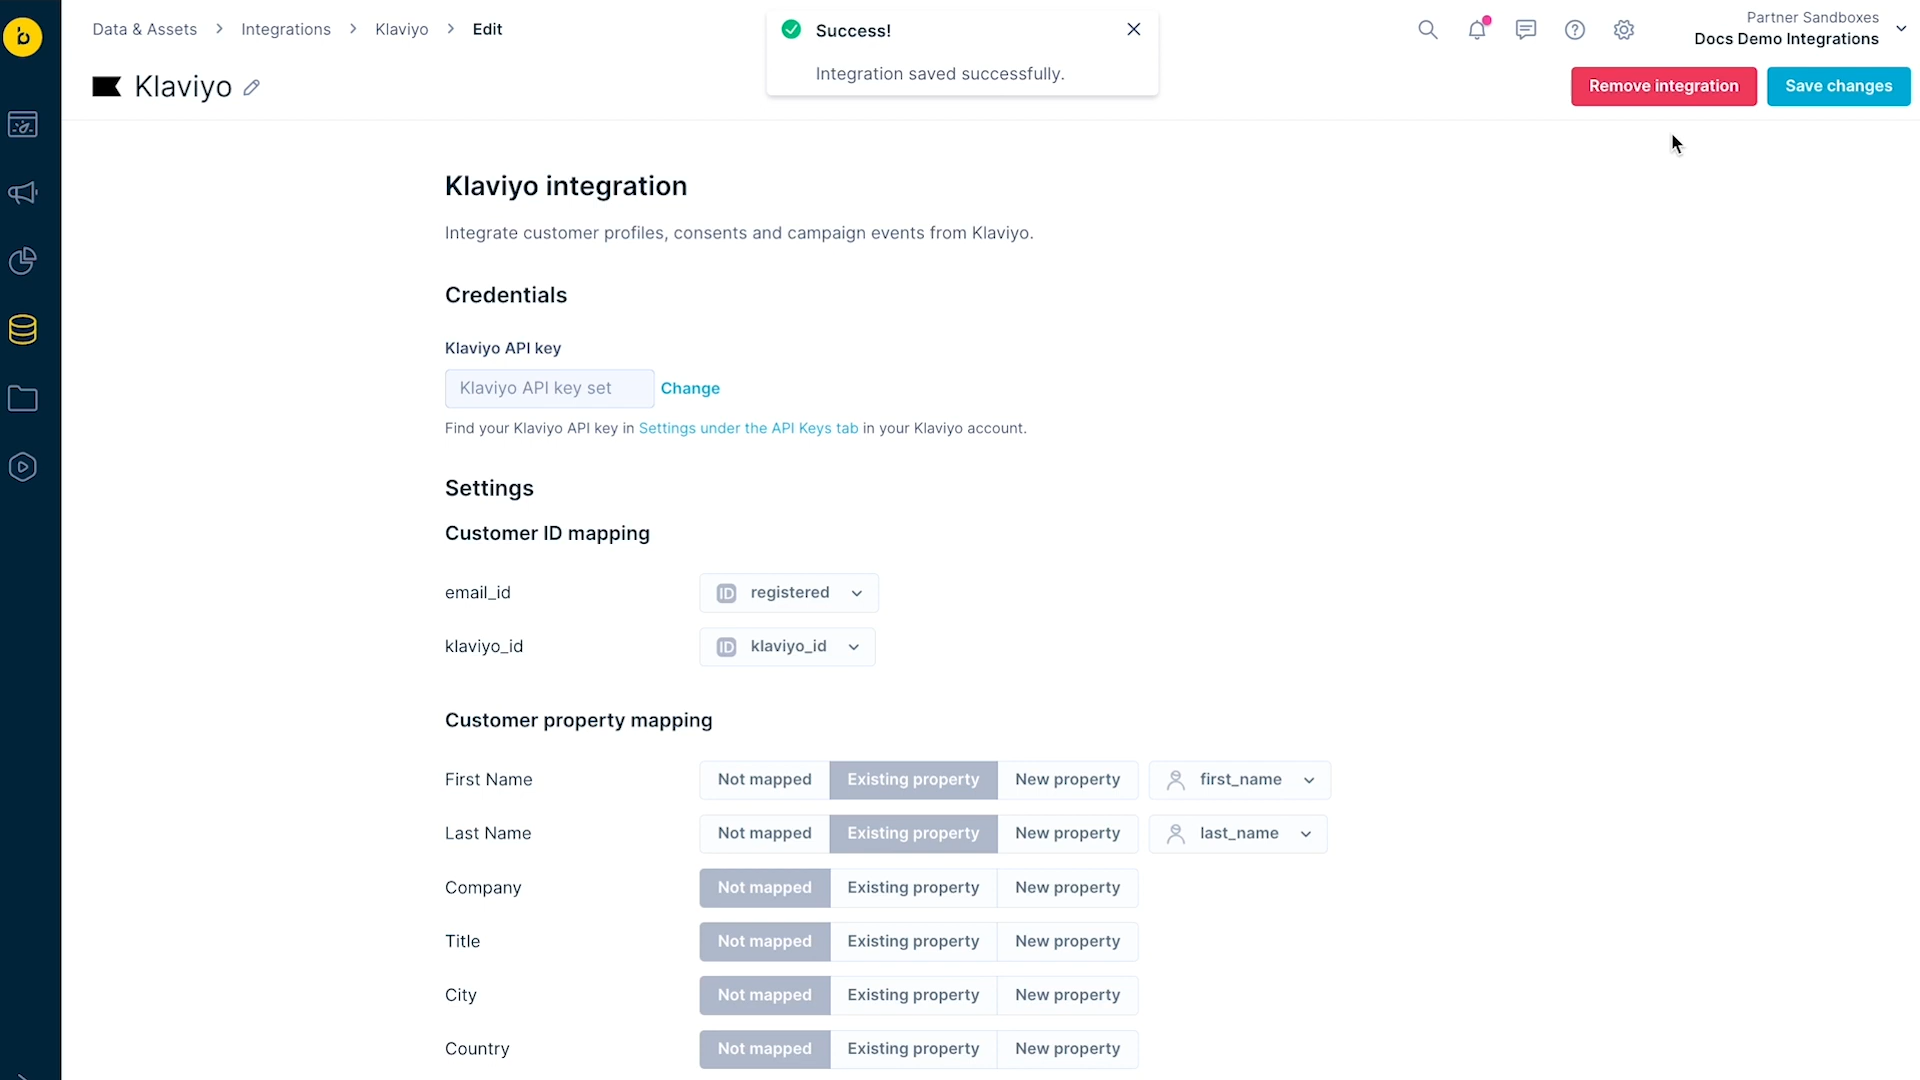 Data & Assets > Integrations > Klaviyo > Edit
Success!
Integration saved successfully.
Partner Sandboxes
Docs Demo Integrations
Klaviyo
Remove integration
Save changes
Klaviyo integration
Integrate customer profiles, consents and campaign events from Klaviyo.
Credentials
Klaviyo API key
Klaviyo API key set Change
Find your Klaviyo API key in Settings under the API Keys tab in your Klaviyo account.
Settings
Customer ID mapping
email_id ID registered
klaviyo_id ID klaviyo_id
Customer property mapping
First Name Not mapped Existing property New property first_name
Last Name Not mapped Existing property New property last_name
Company Not mapped Existing property New property
Title Not mapped Existing property New property
City Not mapped Existing property New property
Country Not mapped Existing property New property